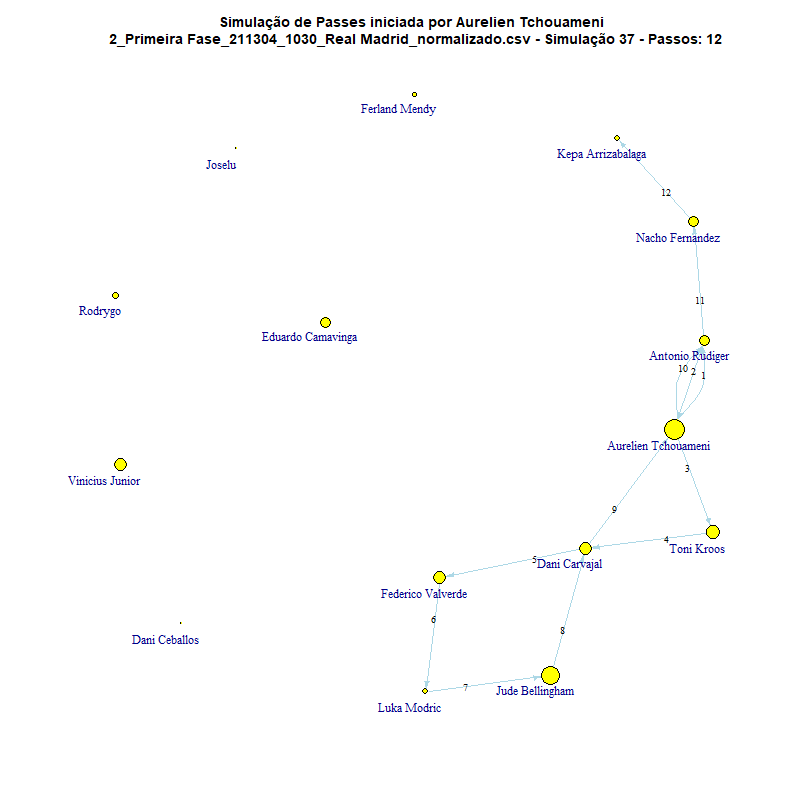 Simulação de Passes iniciada por Aurelien Tchouameni
2_Primeira Fase_211304_1030_Real Madrid_normalizado.csv - Simulação 37 - Passos: 12
Ferland Mendy
Kepa Arrizabalaga
Joselu
12
Nacho Fernandez
11
Rodrygo
Eduardo Camavinga
Antonio Rudiger
10
2
1
Aurelien Tchouameni
3
Vinicius Junior
9
4
Toni Kroos
5
Dani Carvajal
Federico Valverde
6
8
Dani Ceballos
7
Jude Bellingham
Luka Modric